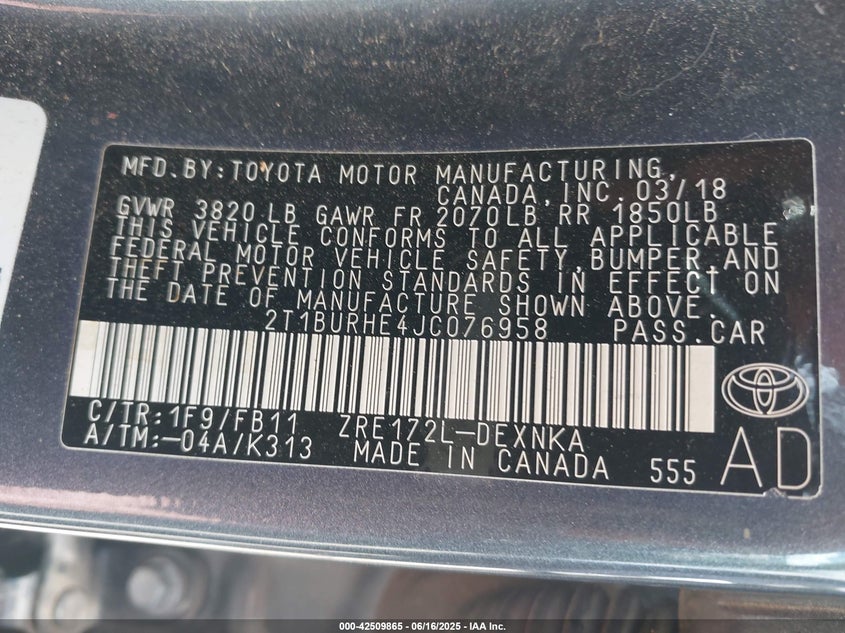 MFD.BY:TOYOTA MOTOR MANUFACTURING,
CANADA,INC. 03/18
GVWR 3820 LB GAWR FR 2070LB RR 1850LB
THIS VEHICLE CONFORMS TO ALL APPLICABLE
FEDERAL MOTOR VEHICLE SAFETY,BUMPER,AND
THEFT PREVENTION STANDARDS IN EFFECT ON
THE DATE OF MANUFACTURE SHOWN ABOVE.
2T1BURHE4JC076958 PASS.CAR
C/TR:1F9/FB11 ZRE172L-DEXNKA
A/TM:-04A/K313 MADE IN CANADA 555 AD
000-42509865 - 06/16/2025 - IAA Inc.